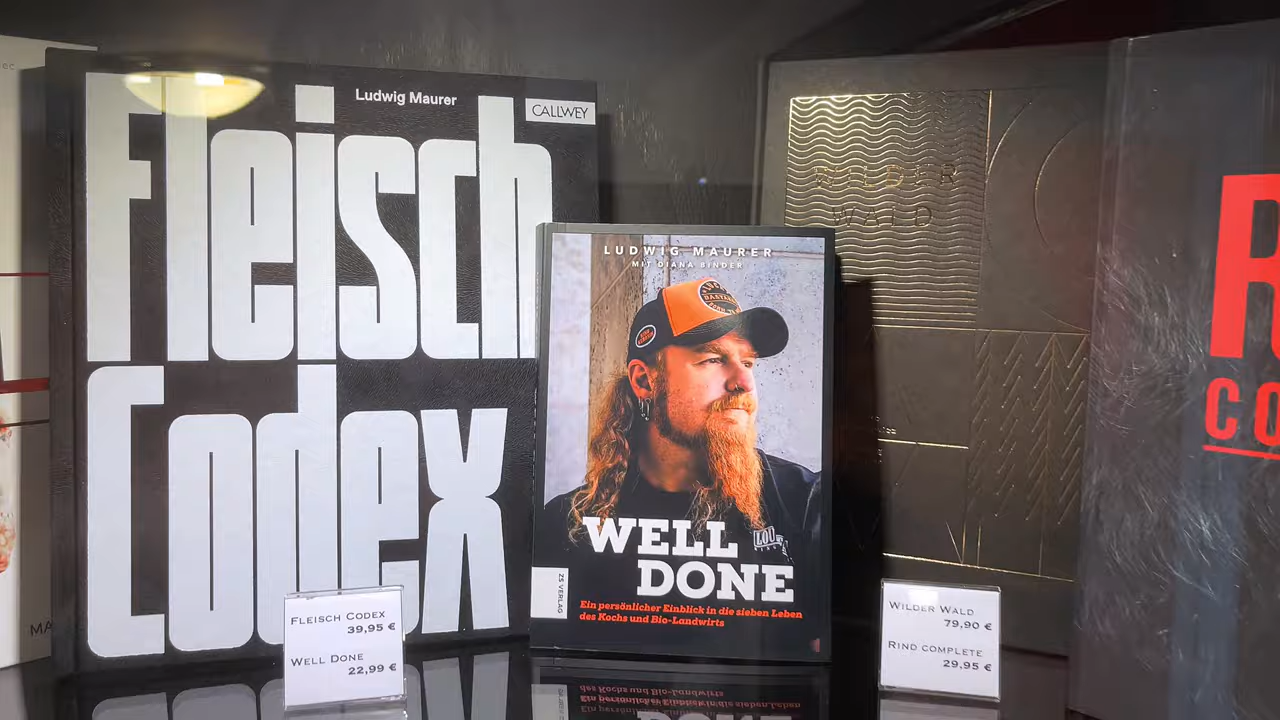 Ludwig Maurer
CALLWEY
Fleisch
Codex
LUDWIG MAURER
MIT DIANA BINDER
WELL
DONE
ZS VERLAG
Ein persönlicher Einblick in die sieben Leben
des Kochs und Bio-Landwirts
WILDER
WALD
FLEISCH CODEX
39,95 €
WELL DONE
22,99 €
WILDER WALD
79,90 €
RIND COMPLETE
29,95 €
R
CO
MA